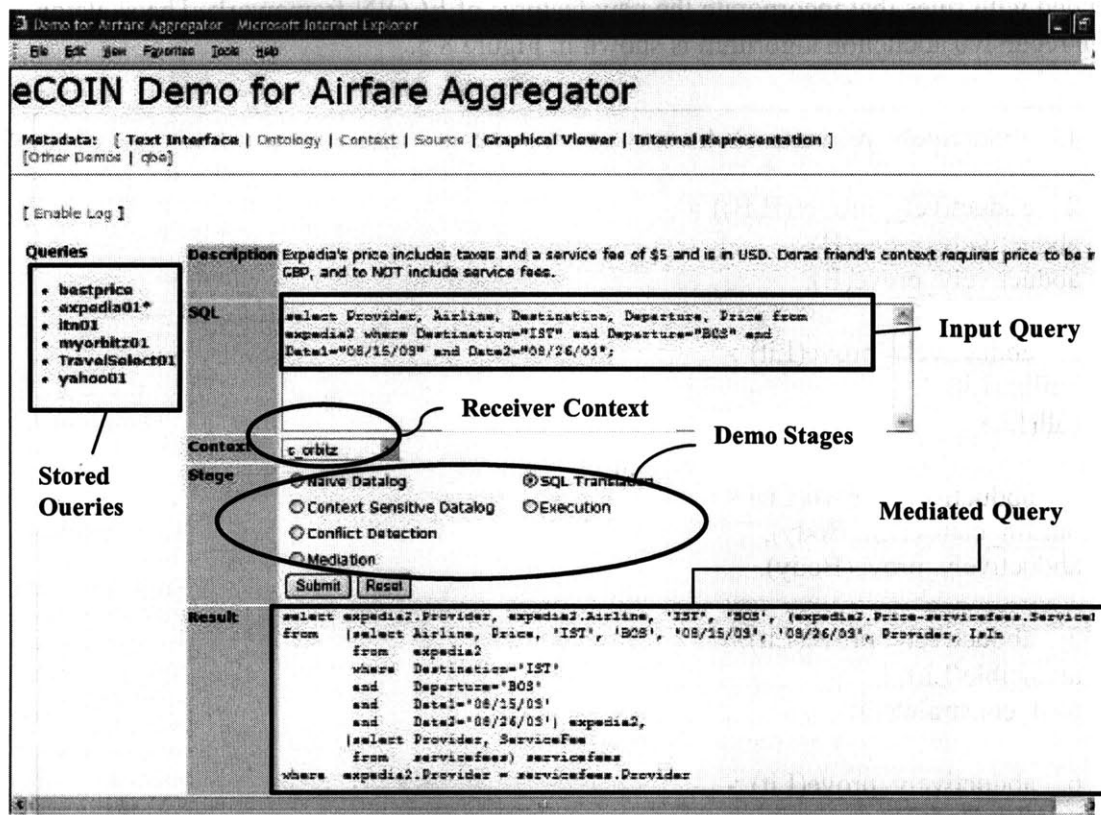 Demo for Airfare Aggregator - Microsoft Internet Explorer
File Edit View Favorites Tools Help
eCOIN Demo for Airfare Aggregator
Metadata: [ Text Interface | Ontology | Context | Source | Graphical Viewer | Internal Representation ]
[Other Demos | qbe]
[ Enable Log ]
Queries
• bestprice
• expedia01*
• itn01
• myorbitz01
• TravelSelect01
• yahoo01
Stored
Queries
Description Expedia's price includes taxes and a service fee of $5 and is in USD. Doras friend's context requires price to be in
GBP, and to NOT include service fees.
SQL
select Provider, Airline, Destination, Departure, Price from
expedia2 where Destination="IST" and Departure="BOS" and
Date1="08/15/03" and Date2="08/26/03";
Input Query
Receiver Context
Context c_orbitz
Demo Stages
Stage
Naive Datalog SQL Translation
Context Sensitive Datalog Execution
Conflict Detection
Mediation
Submit Reset
Mediated Query
Result
select expedia2.Provider, expedia2.Airline, 'IST', 'BOS', (expedia2.Price-servicefees.Service
from (select Airline, Price, 'IST', 'BOS', '08/15/03', '08/26/03', Provider, IsIn
from expedia2
where Destination='IST'
and Departure='BOS'
and Date1='08/15/03'
and Date2='08/26/03') expedia2,
(select Provider, ServiceFee
from servicefees) servicefees
where expedia2.Provider = servicefees.Provider